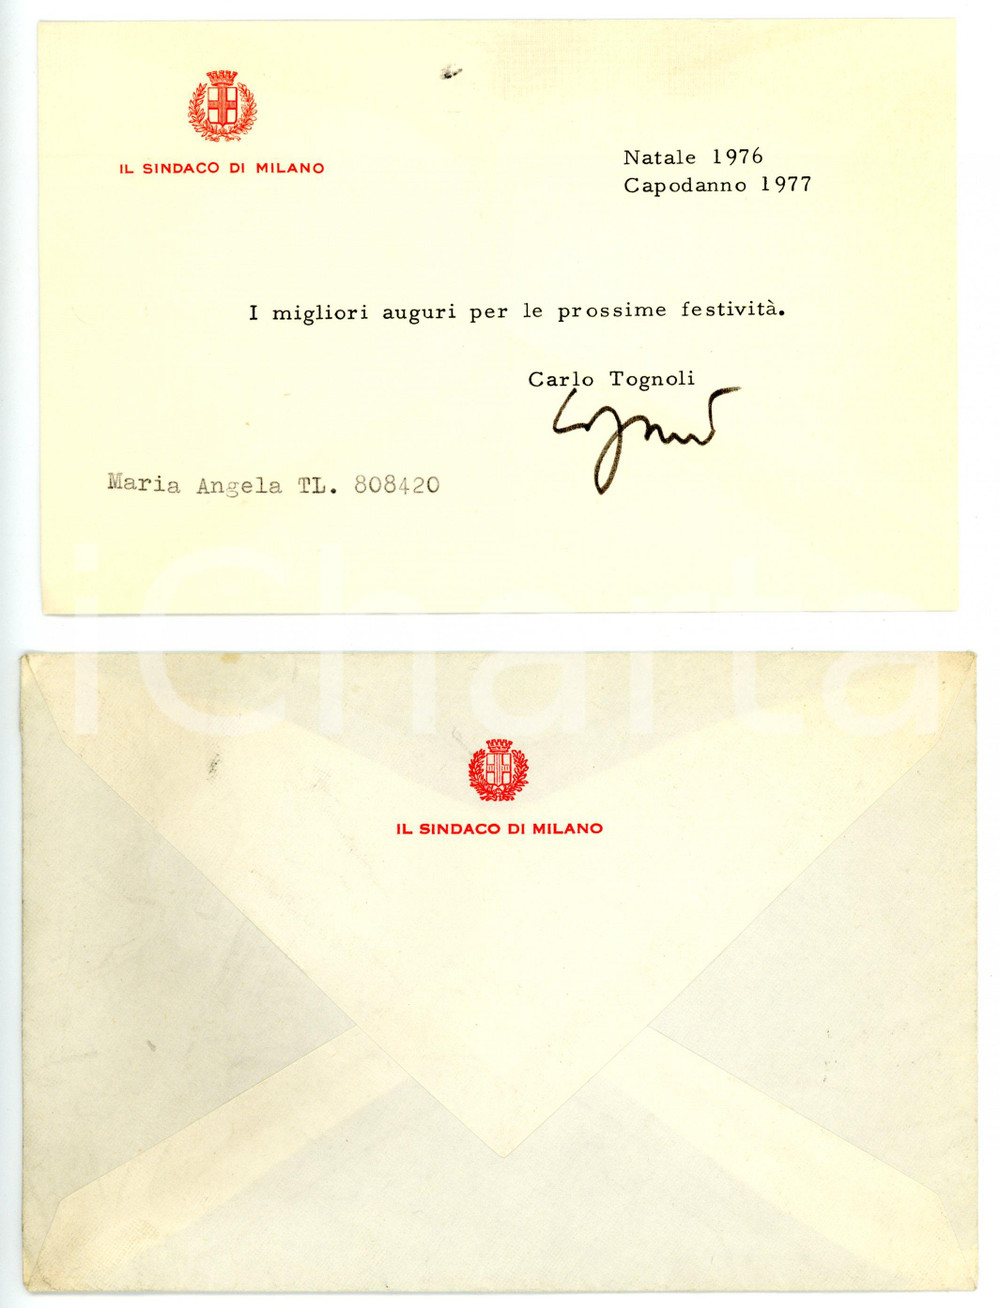 IL SINDACO DI MILANO
Natale 1976
Capodanno 1977
I migliori auguri per le prossime festività.
Carlo Tognoli
Maria Angela TL. 808420
iCharta
IL SINDACO DI MILANO